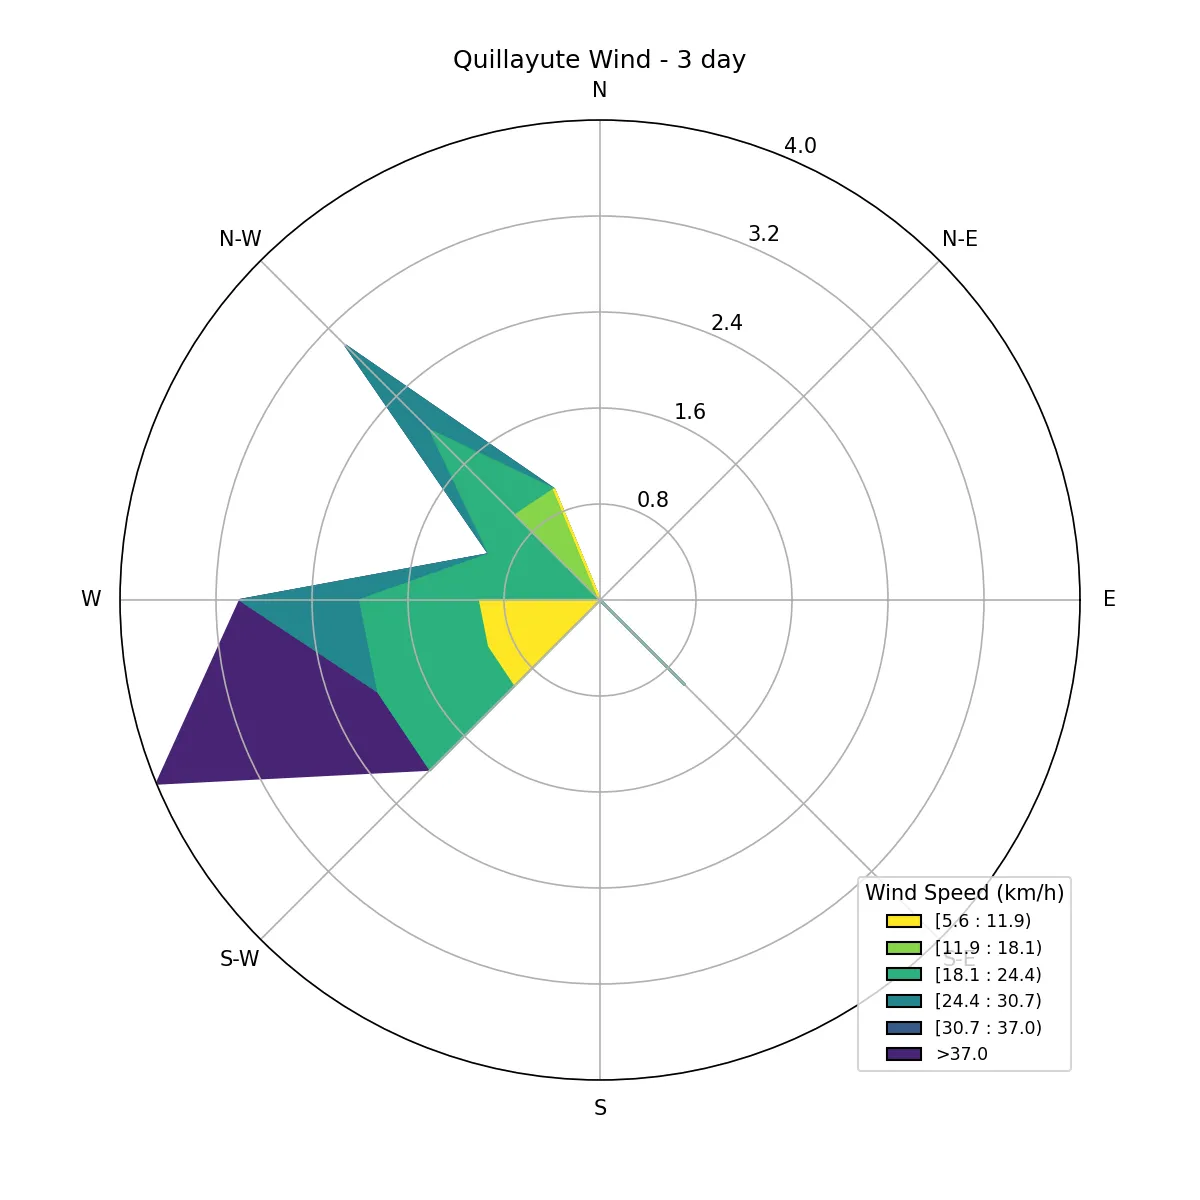 Quillayute Wind - 3 day
N
4.0
N-W
3.2
N-E
2.4
1.6
0.8
W
E
S-W
S-E
Wind Speed (km/h)
[5.6 : 11.9)
[11.9 : 18.1)
[18.1 : 24.4)
[24.4 : 30.7)
[30.7 : 37.0)
>37.0
S